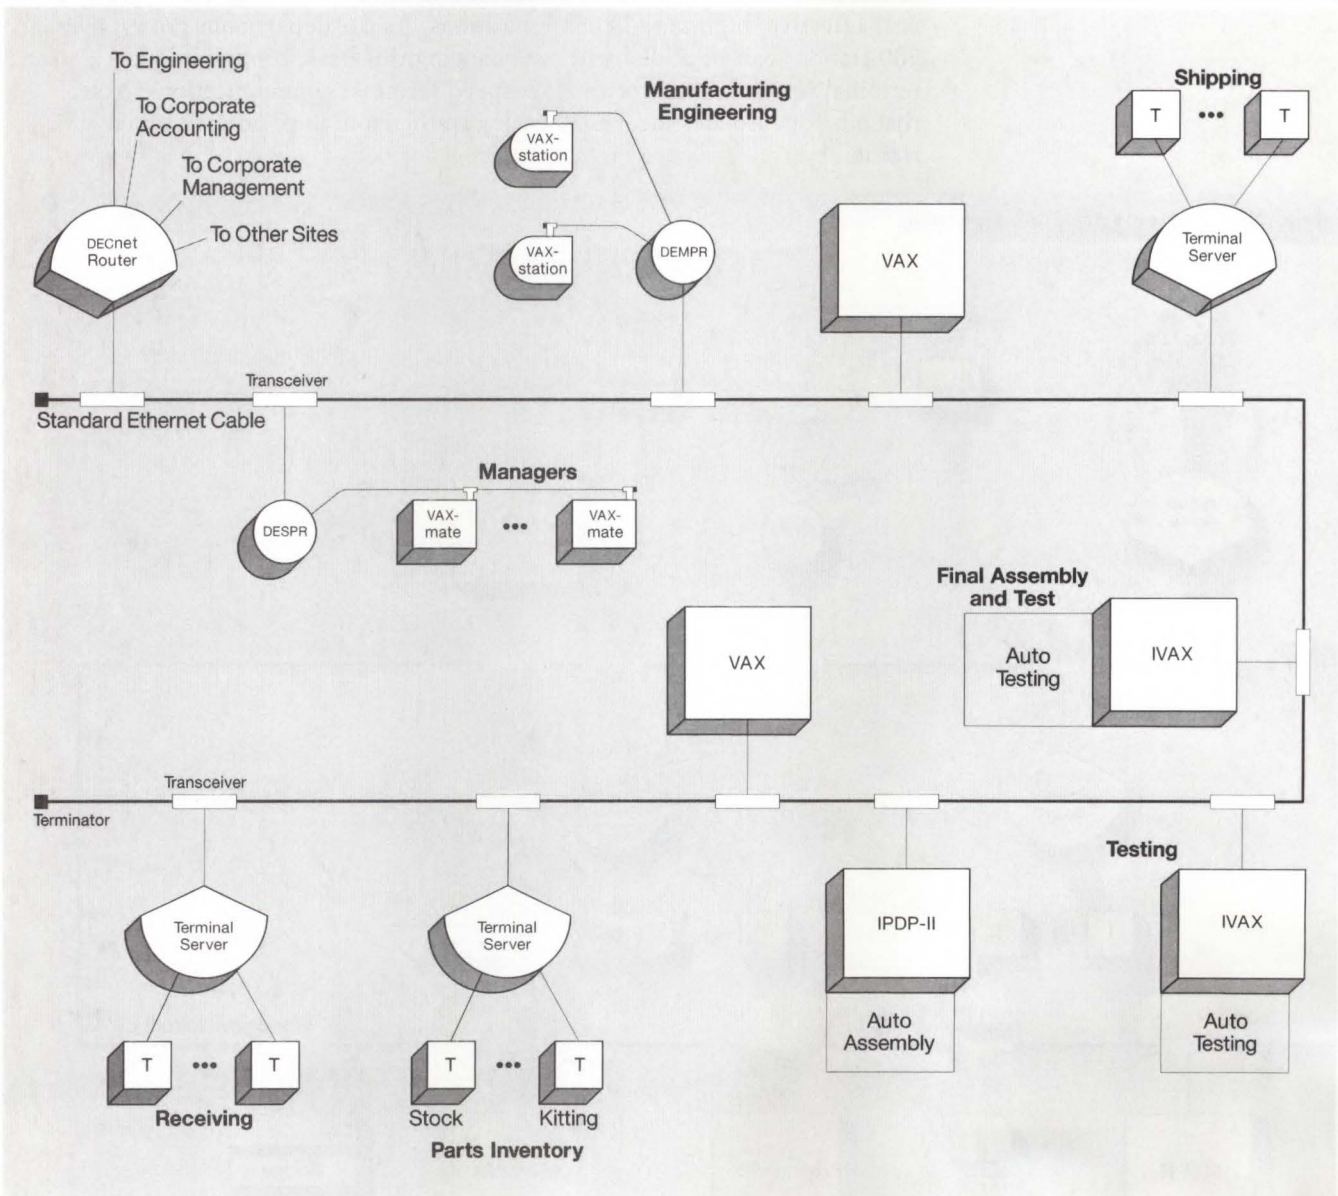 To Engineering
To Corporate
Accounting
To Corporate
Management
To Other Sites
DECnet
Router
Manufacturing
Engineering
VAX-
station
VAX-
station
DEMPR
VAX
Shipping
T ••• T
Terminal
Server
Transceiver
Standard Ethernet Cable
Managers
DESPR
VAX-
mate
•••
VAX-
mate
Final Assembly
and Test
Auto
Testing
IVAX
VAX
Transceiver
Terminator
Terminal
Server
T ••• T
Receiving
Terminal
Server
T ••• T
Stock
Kitting
Parts Inventory
IPDP-II
Auto
Assembly
Testing
IVAX
Auto
Testing